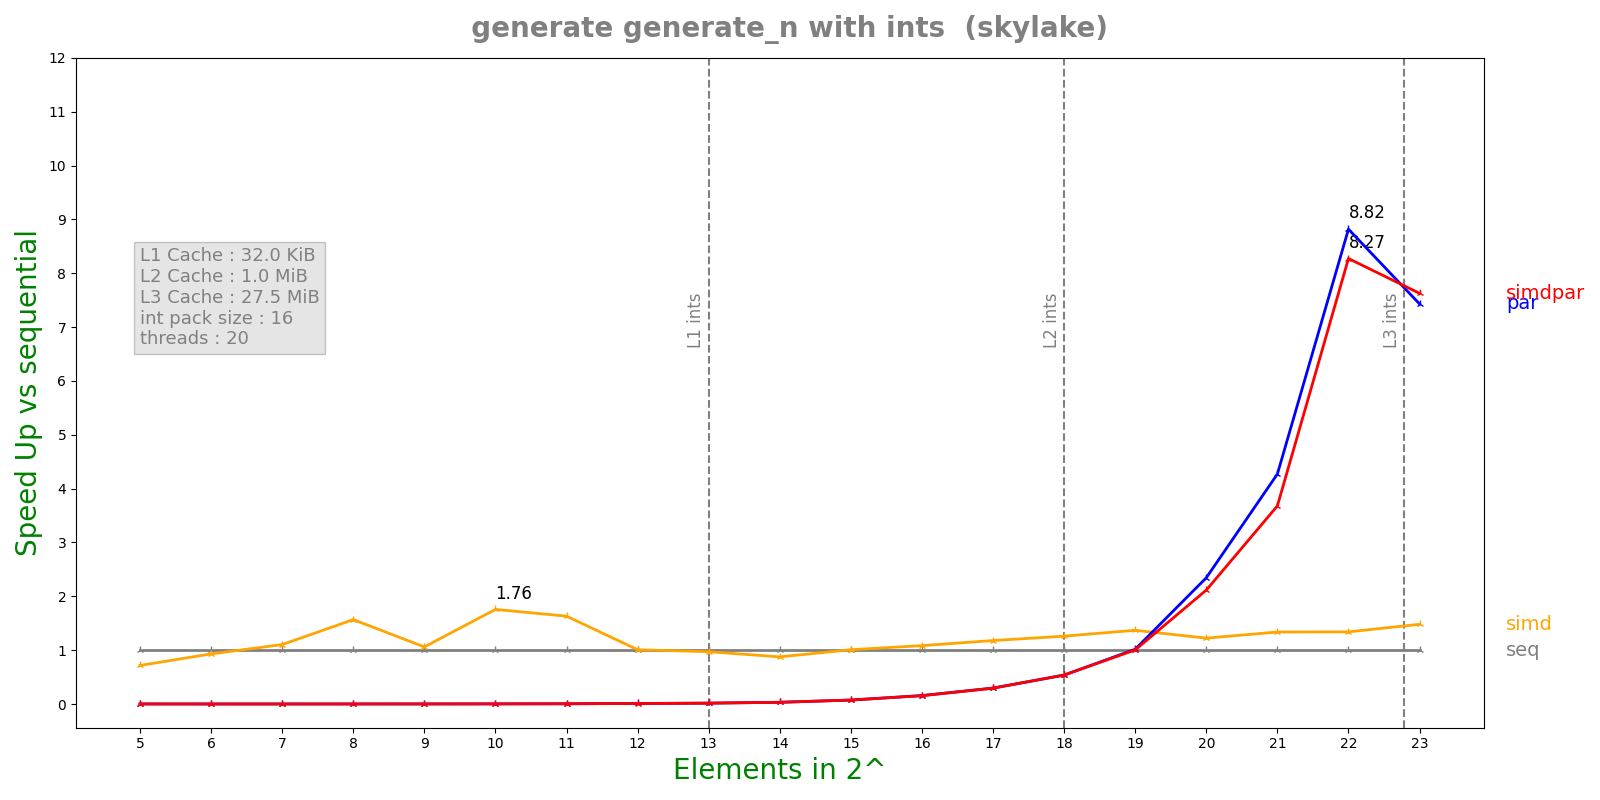 generate generate_n with ints  (skylake)
Speed Up vs sequential
12
11
10
9
8
7
6
5
4
3
2
1
0
L1 Cache : 32.0 KiB
L2 Cache : 1.0 MiB
L3 Cache : 27.5 MiB
int pack size : 16
threads : 20
1.76
8.82
8.27
L1 ints
L2 ints
L3 ints
simdpar
par
simd
seq
5 6 7 8 9 10 11 12 13 14 15 16 17 18 19 20 21 22 23
Elements in 2^